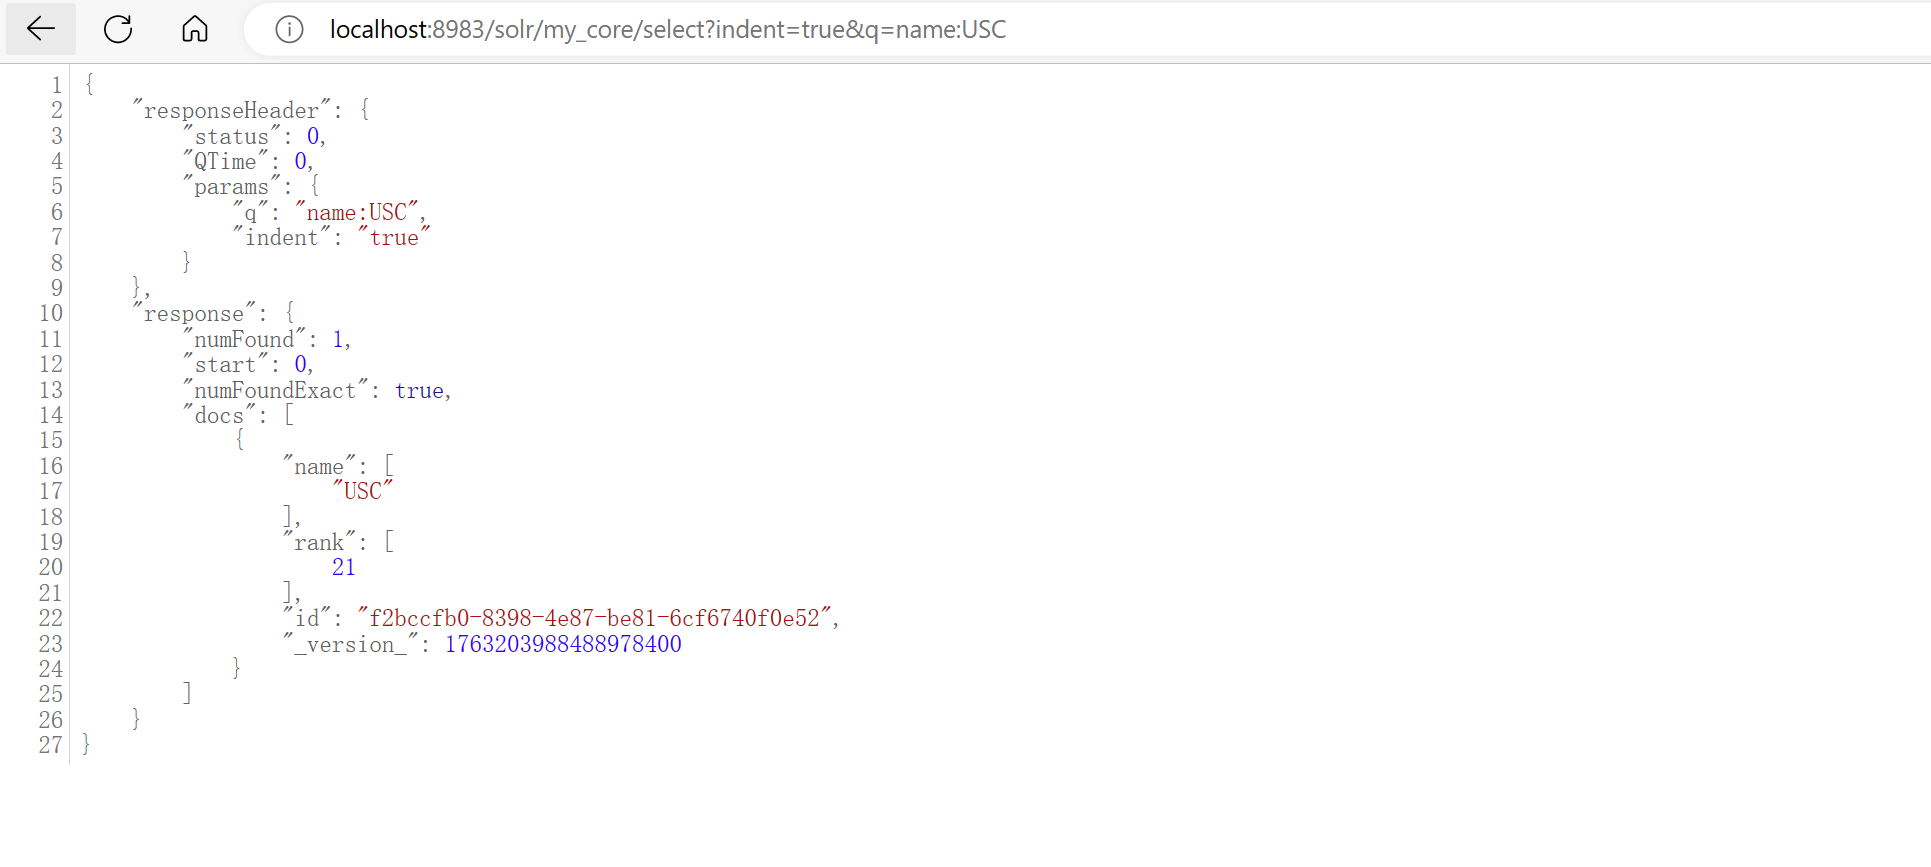 localhost:8983/solr/my_core/select?indent=true&q=name:USC
1 {
2     "responseHeader": {
3         "status": 0,
4         "QTime": 0,
5         "params": {
6             "q": "name:USC",
7             "indent": "true"
8         }
9     },
10     "response": {
11         "numFound": 1,
12         "start": 0,
13         "numFoundExact": true,
14         "docs": [
15             {
16                 "name": [
17                     "USC"
18                 ],
19                 "rank": [
20                     21
21                 ],
22                 "id": "f2bccfb0-8398-4e87-be81-6cf6740f0e52",
23                 "_version_": 1763203988488978400
24             }
25         ]
26     }
27 }